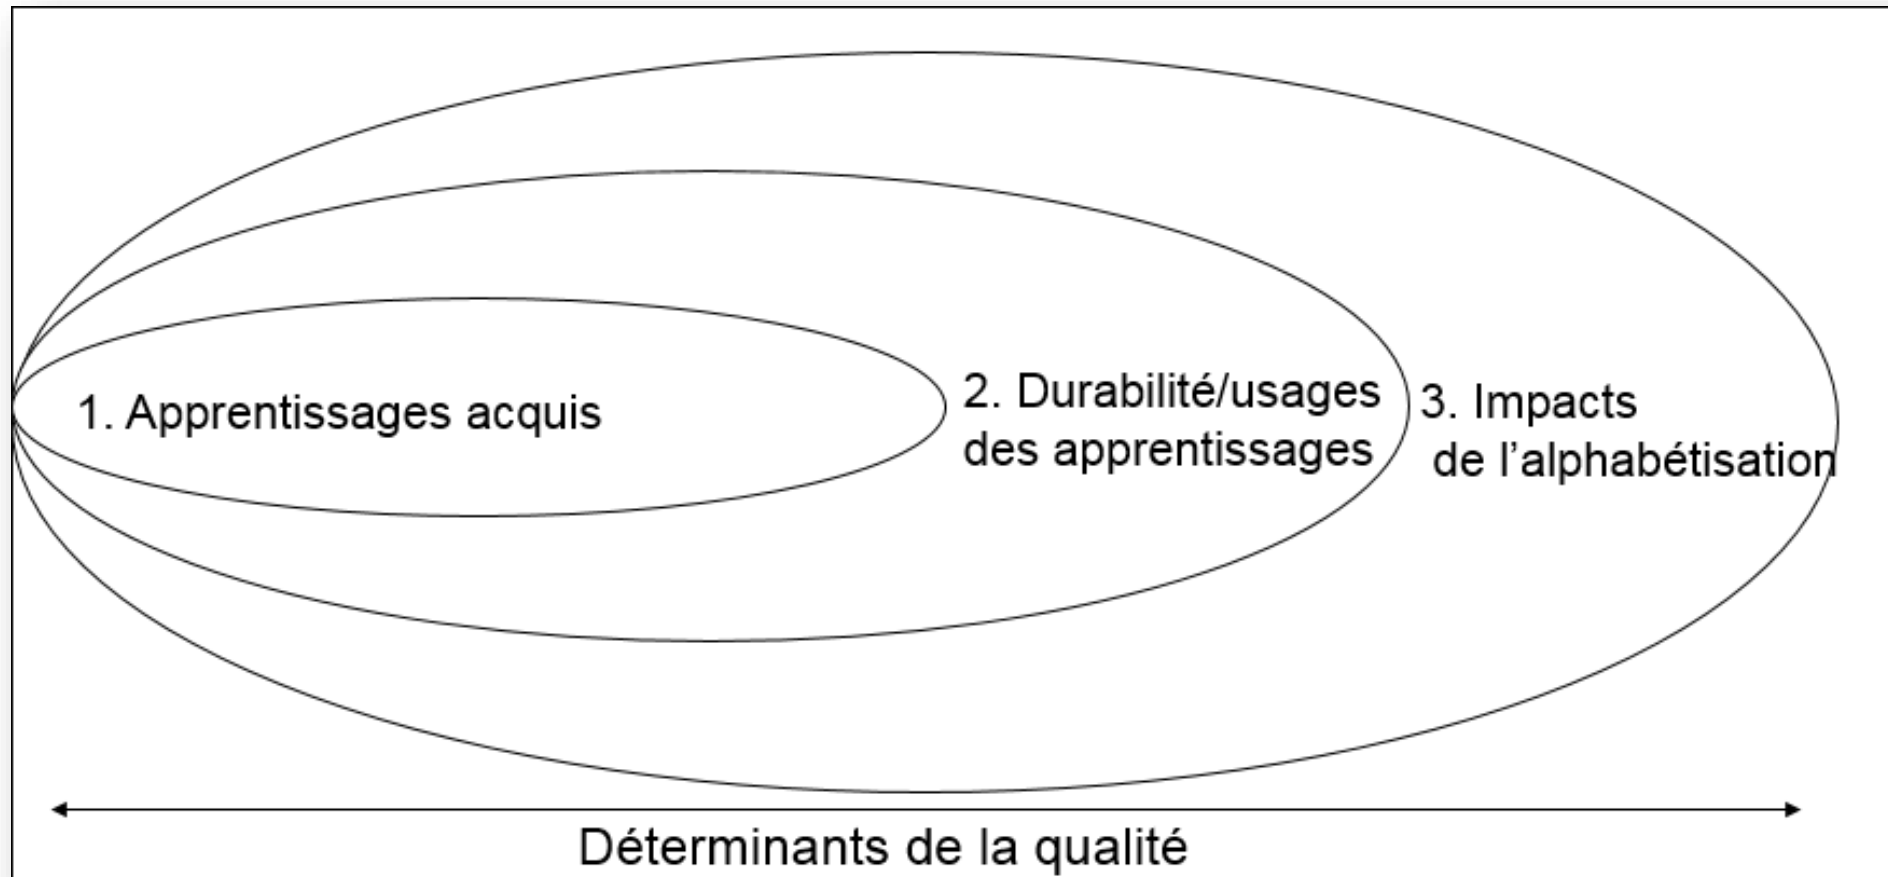 1. Apprentissages acquis
2. Durabilité/usages
des apprentissages
3. Impacts
de l’alphabétisation
Déterminants de la qualité